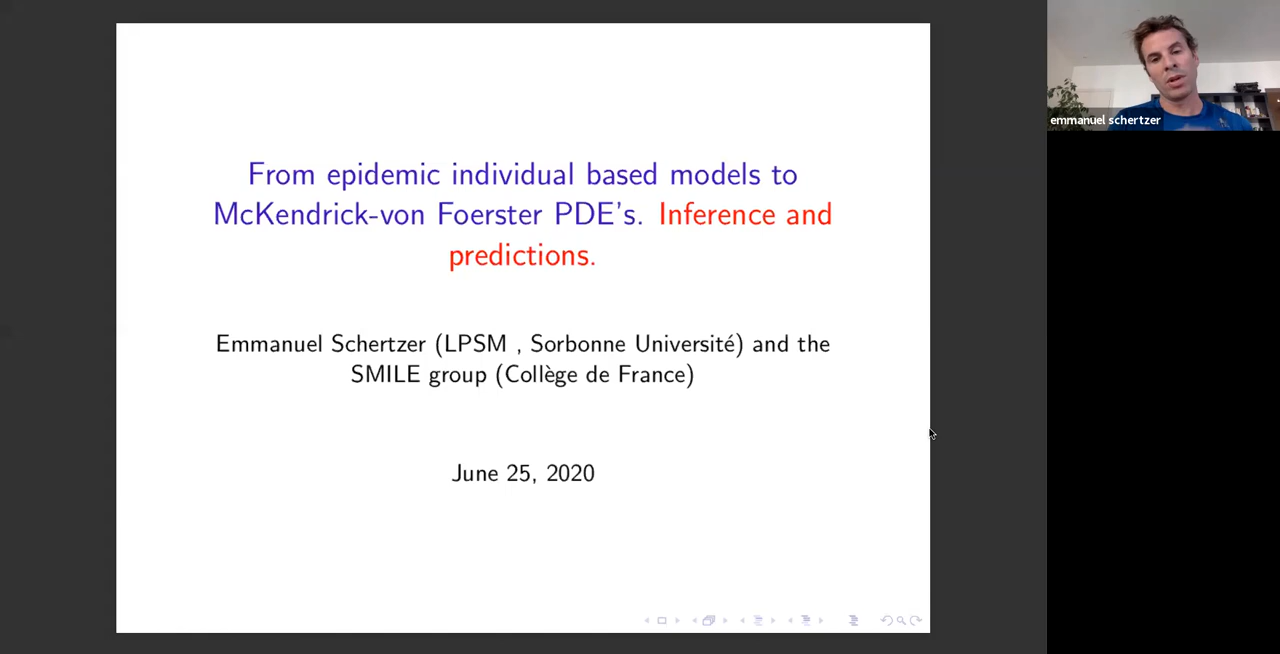 From epidemic individual based models to
McKendrick-von Foerster PDE's. Inference and
predictions.
Emmanuel Schertzer (LPSM , Sorbonne Université) and the
SMILE group (Collège de France)
June 25, 2020
emmanuel schertzer